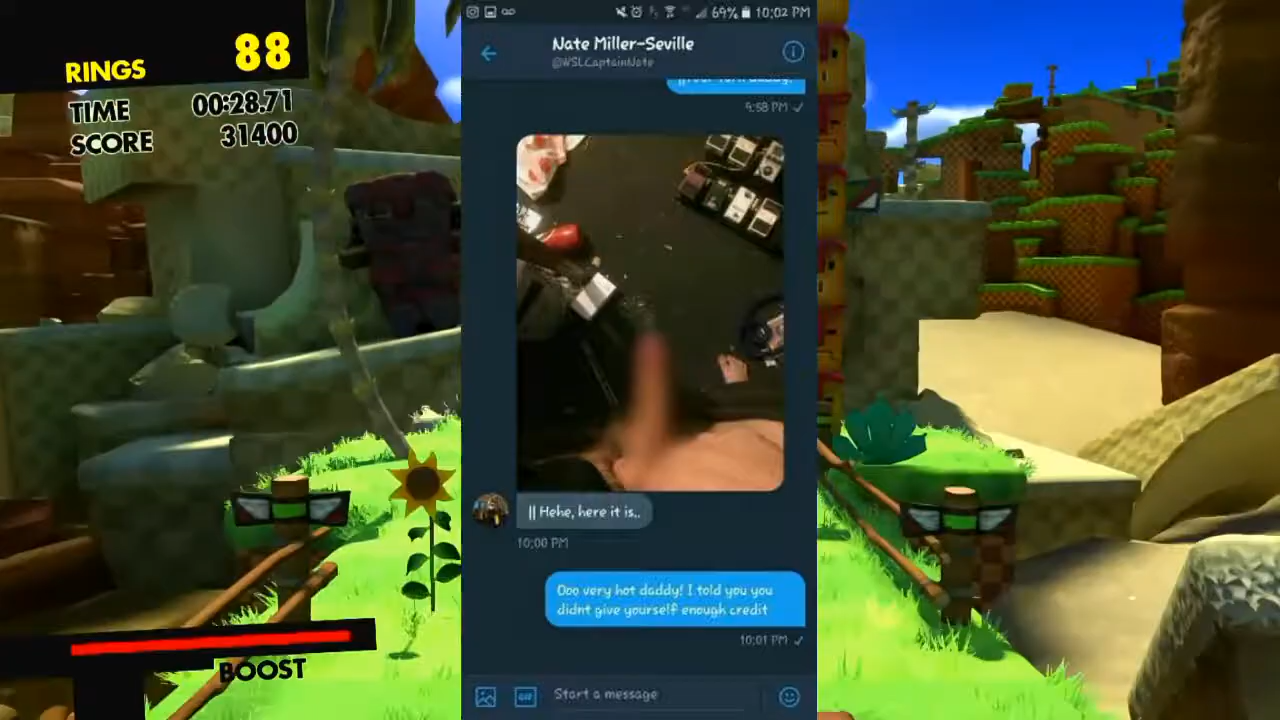 RINGS 88
TIME 00:28.71
SCORE 31400
BOOST
69% 10:02 PM
Nate Miller-Seville
@WSLCaptainNate
9:58 PM
|| Hehe, here it is..
10:00 PM
Ooo very hot daddy! I told you you
didnt give yourself enough credit
10:01 PM
GIF
Start a message